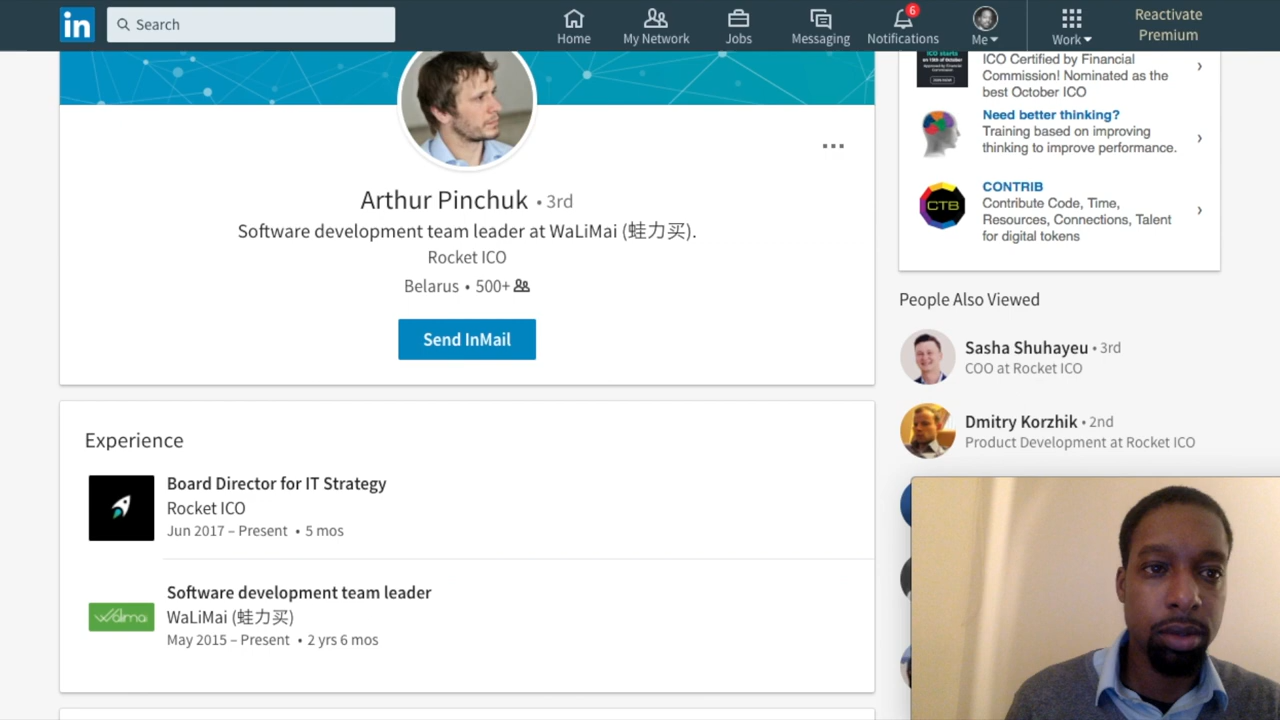 in
Search
Home
My Network
Jobs
Messaging
6
Notifications
Me
Work
Reactivate
Premium
Arthur Pinchuk • 3rd
Software development team leader at WaLiMai (蛙力买).
Rocket ICO
Belarus • 500+
Send InMail
Experience
Board Director for IT Strategy
Rocket ICO
Jun 2017 – Present • 5 mos
Walimai
Software development team leader
WaLiMai (蛙力买)
May 2015 – Present • 2 yrs 6 mos
ICO starts
ICO Certified by Financial
Commission! Nominated as the
best October ICO
Need better thinking?
Training based on improving
thinking to improve performance.
CTB
CONTRIB
Contribute Code, Time,
Resources, Connections, Talent
for digital tokens
People Also Viewed
Sasha Shuhayeu • 3rd
COO at Rocket ICO
Dmitry Korzhik • 2nd
Product Development at Rocket ICO